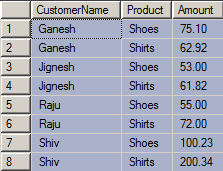 CustomerName Product Amount
1 Ganesh Shoes 75.10
2 Ganesh Shirts 62.92
3 Jignesh Shoes 53.00
4 Jignesh Shirts 61.82
5 Raju Shoes 55.00
6 Raju Shirts 72.00
7 Shiv Shoes 100.23
8 Shiv Shirts 200.34